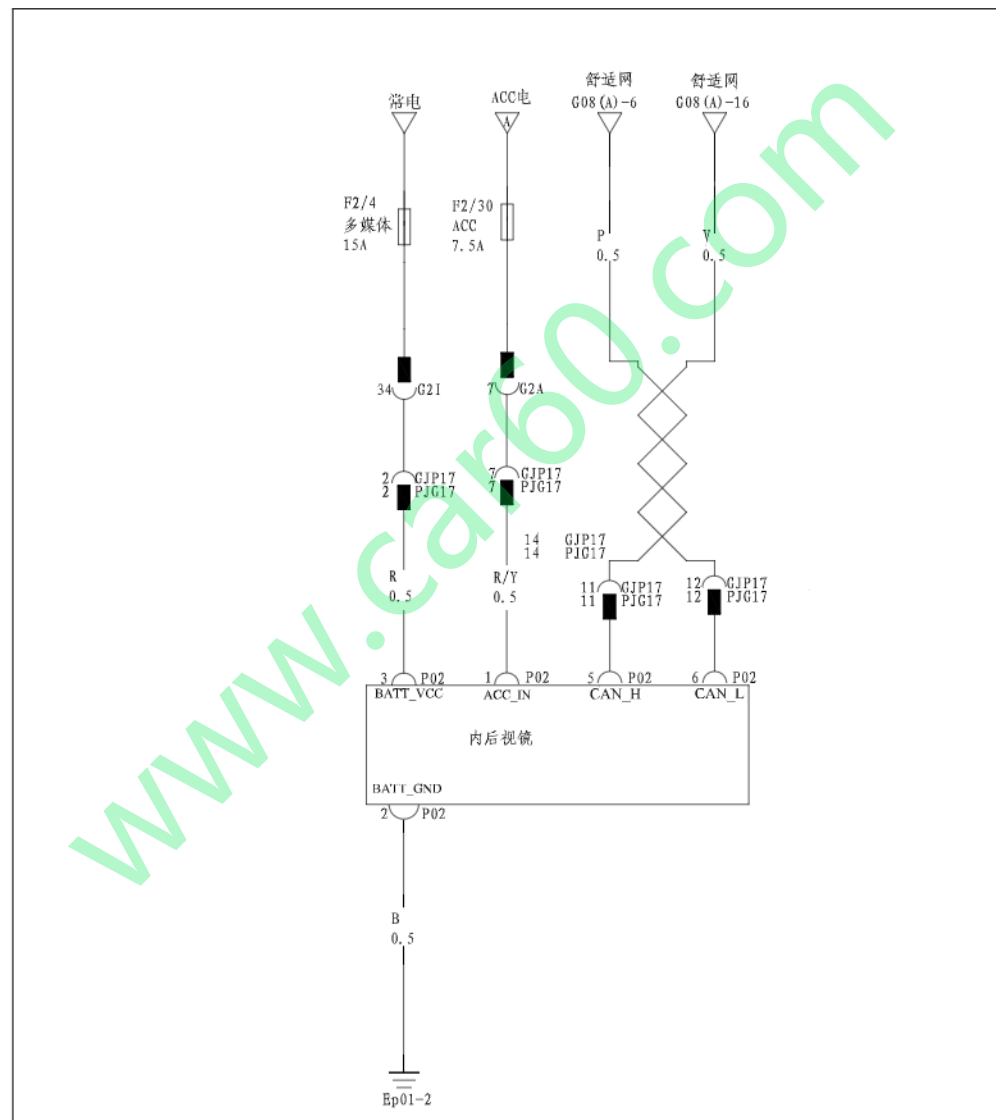 常电
ACC电
舒适网
G08(A)-6
舒适网
G08(A)-16
A
F2/4
多媒体
15A
F2/30
ACC
7.5A
P
0.5
V
0.5
34 G2I
7 G2A
2 GJP17
2 PJG17
7 GJP17
7 PJG17
14 GJP17
14 PJG17
R
0.5
R/Y
0.5
11 GJP17
11 PJG17
12 GJP17
12 PJG17
3 P02
1 P02
5 P02
6 P02
BATT_VCC
ACC_IN
CAN_H
CAN_L
内后视镜
BATT_GND
2 P02
B
0.5
Ep01-2
www.car60.com